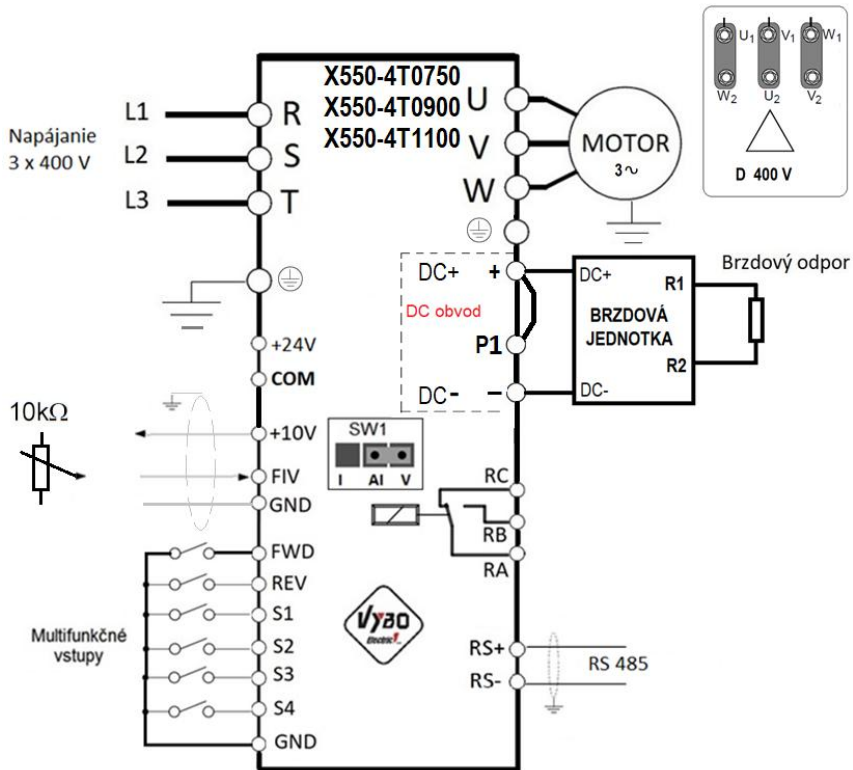 X550-4T0750
X550-4T0900
X550-4T1100
Napájanie
3 x 400 V
L1
L2
L3
R
S
T
U
V
W
MOTOR
3~
U1
V1
W1
W2
U2
V2
D 400 V
DC+
+
DC obvod
P1
DC-
-
DC+
BRZDOVÁ
JEDNOTKA
DC-
R1
R2
Brzdový odpor
+24V
COM
10kΩ
+10V
FIV
GND
SW1
I AI V
RC
RB
RA
Multifunkčné
vstupy
FWD
REV
S1
S2
S3
S4
GND
VYBO
Electric
RS+
RS-
RS 485